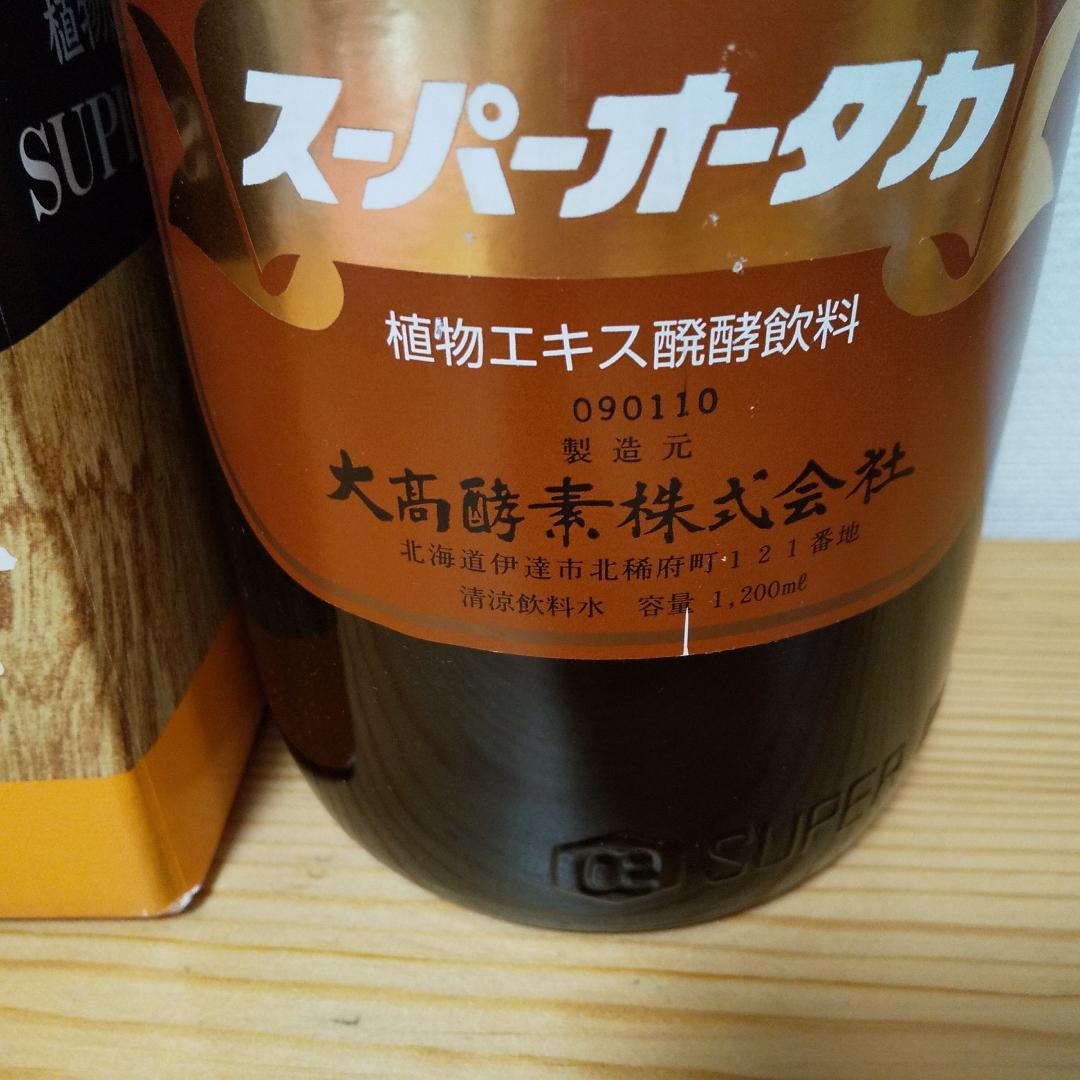 植物
SUP
スーパーオータカ
植物エキス醗酵飲料
090110
製造元
大髙酵素株式会社
北海道伊達市北稀府町121番地
清涼飲料水 容量 1,200mℓ
SUPER